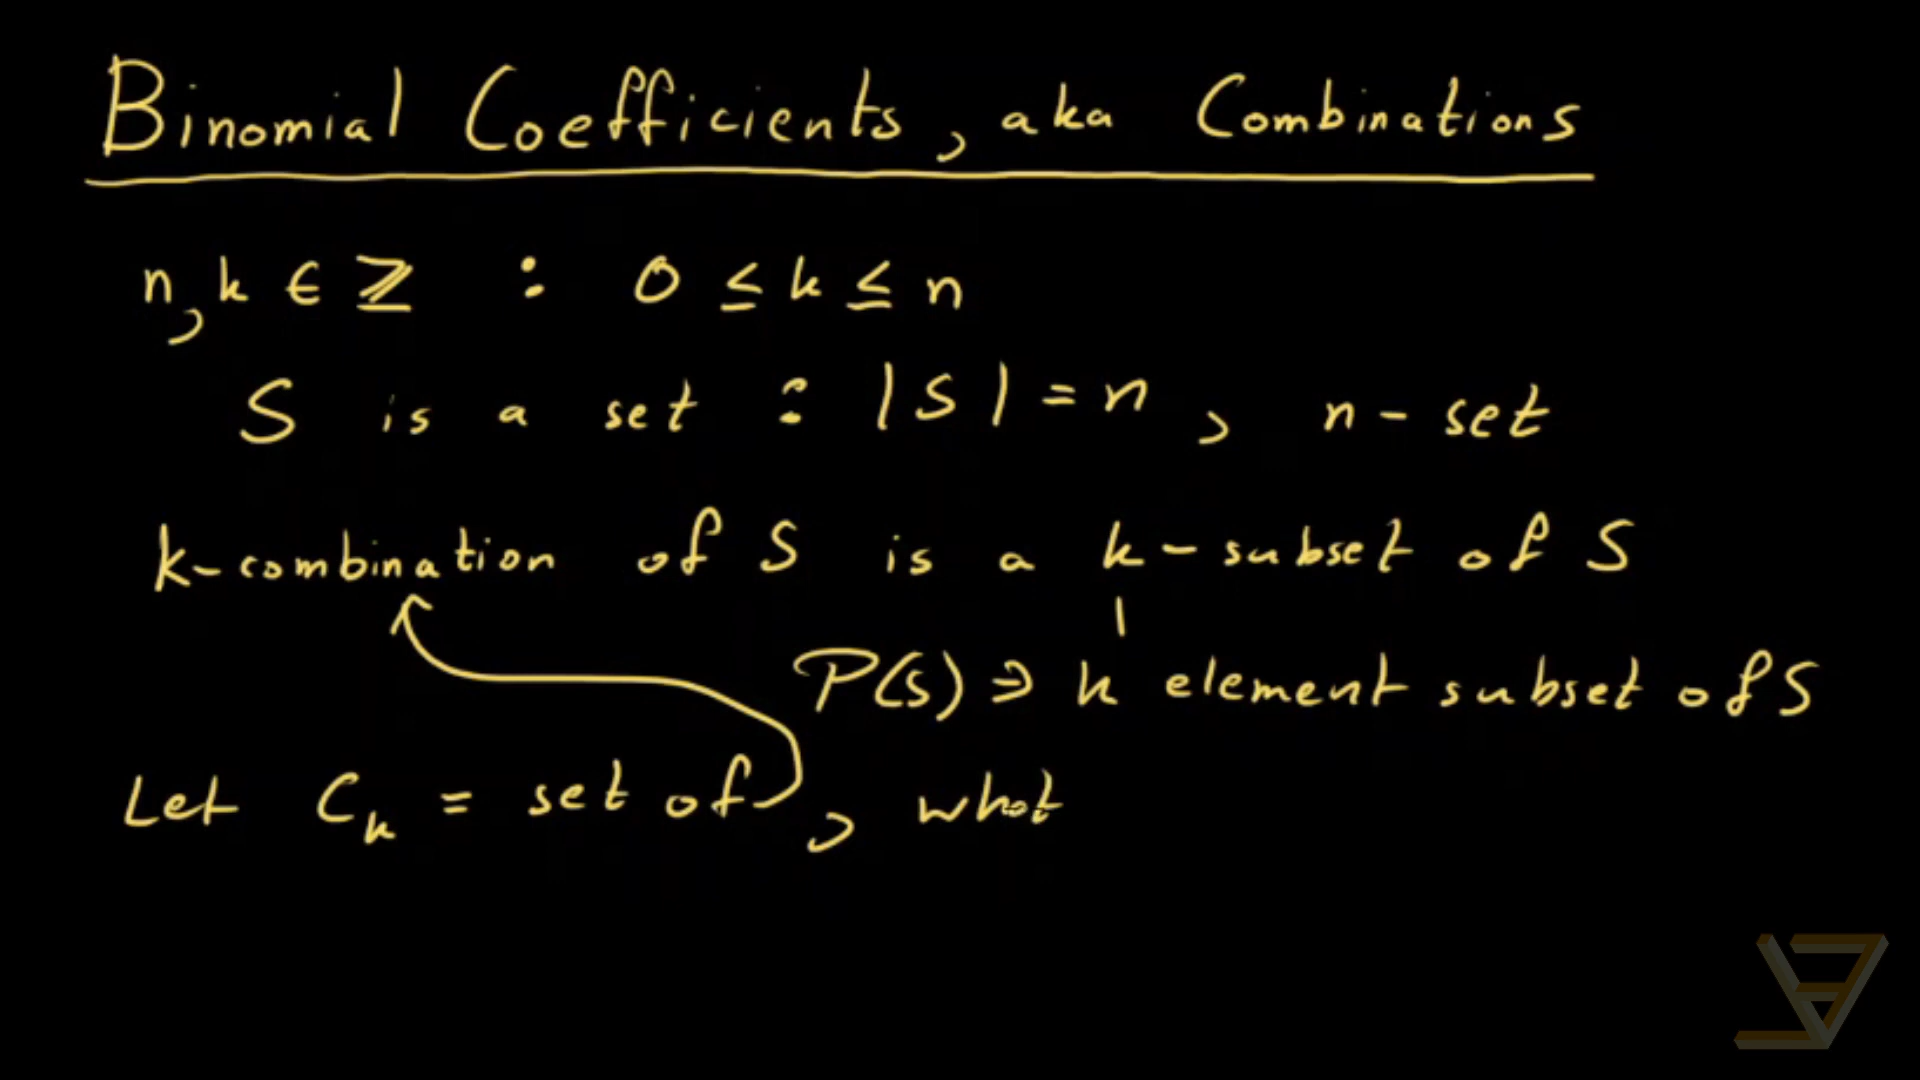 Binomial Coefficients, aka Combinations
n, k ∈ ℤ : 0 ≤ k ≤ n
S is a set : |S| = n, n-set
k-combination of S is a k-subset of S
P(S) ∋ k element subset of S
Let Cₖ = set of , what